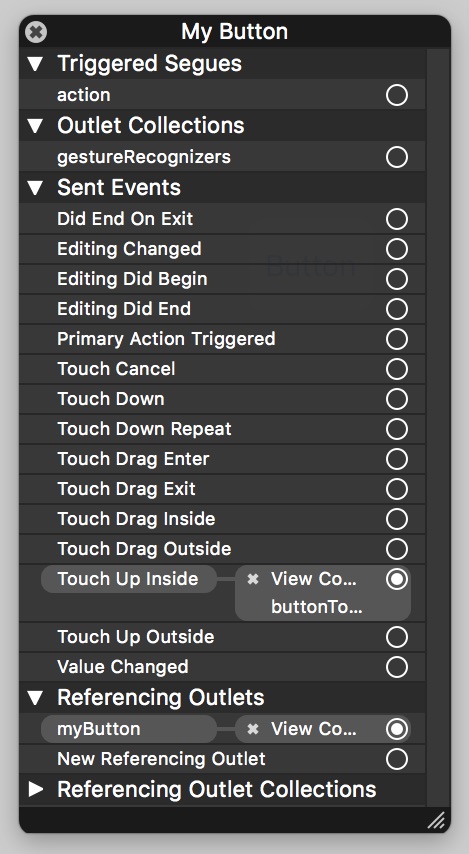 My Button
Triggered Segues
action
Outlet Collections
gestureRecognizers
Sent Events
Did End On Exit
Editing Changed
Button
Editing Did Begin
Editing Did End
Primary Action Triggered
Touch Cancel
Touch Down
Touch Down Repeat
Touch Drag Enter
Touch Drag Exit
Touch Drag Inside
Touch Drag Outside
Touch Up Inside View Co...
buttonTo...
Touch Up Outside
Value Changed
Referencing Outlets
myButton View Co...
New Referencing Outlet
Referencing Outlet Collections